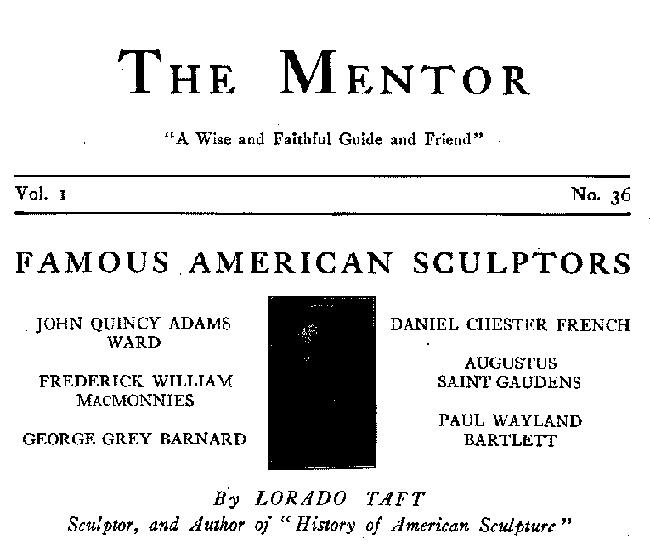 THE MENTOR
"A Wise and Faithful Guide and Friend"
Vol. 1 No. 36
FAMOUS AMERICAN SCULPTORS
JOHN QUINCY ADAMS
WARD
FREDERICK WILLIAM
MACMONNIES
GEORGE GREY BARNARD
DANIEL CHESTER FRENCH
AUGUSTUS
SAINT GAUDENS
PAUL WAYLAND
BARTLETT
By LORADO TAFT
Sculptor, and Author of "History of American Sculpture"